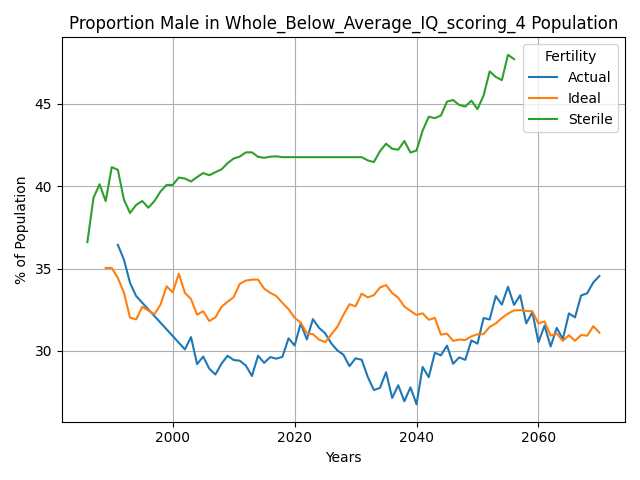 Proportion Male in Whole_Below_Average_IQ_scoring_4 Population
Fertility
Actual
Ideal
Sterile
% of Population
45
40
35
30
2000
2020
2040
2060
Years